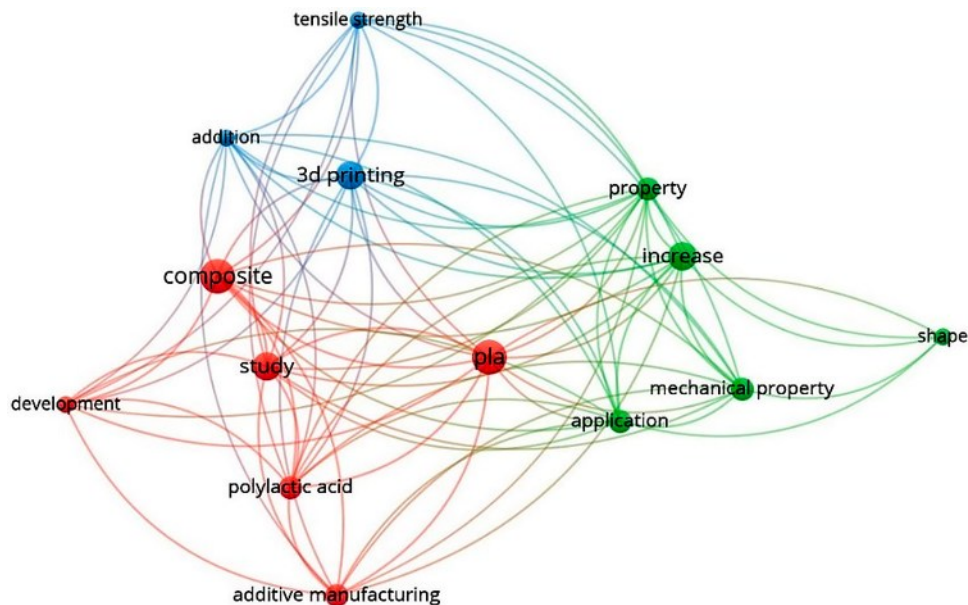 tensile strength
addition
3d printing
property
increase
composite
shape
pla
study
mechanical property
development
application
polylactic acid
additive manufacturing